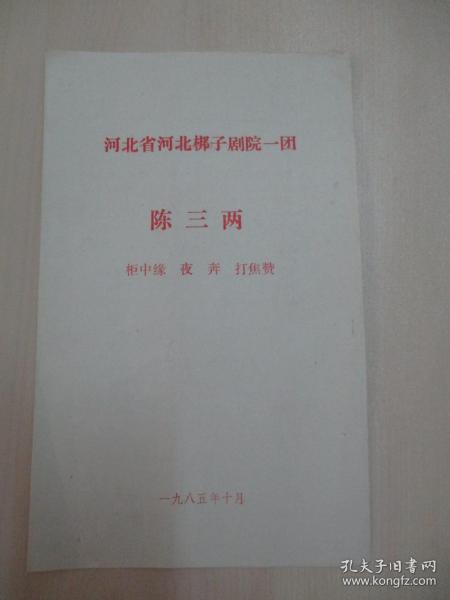 河北省河北梆子剧院一团
陈三两
柜中缘 夜奔 打焦赞
一九八五年十月
孔夫子旧书网
www.kongfz.com